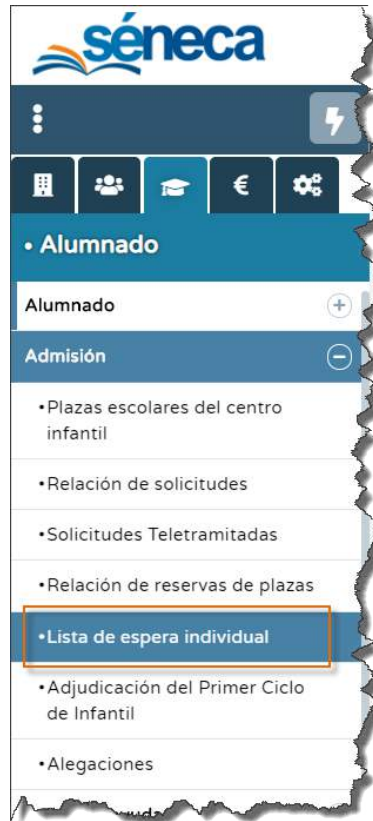 séneca
€
• Alumnado
Alumnado
Admisión
•Plazas escolares del centro
infantil
•Relación de solicitudes
•Solicitudes Teletramitadas
•Relación de reservas de plazas
•Lista de espera individual
•Adjudicación del Primer Ciclo
de Infantil
•Alegaciones